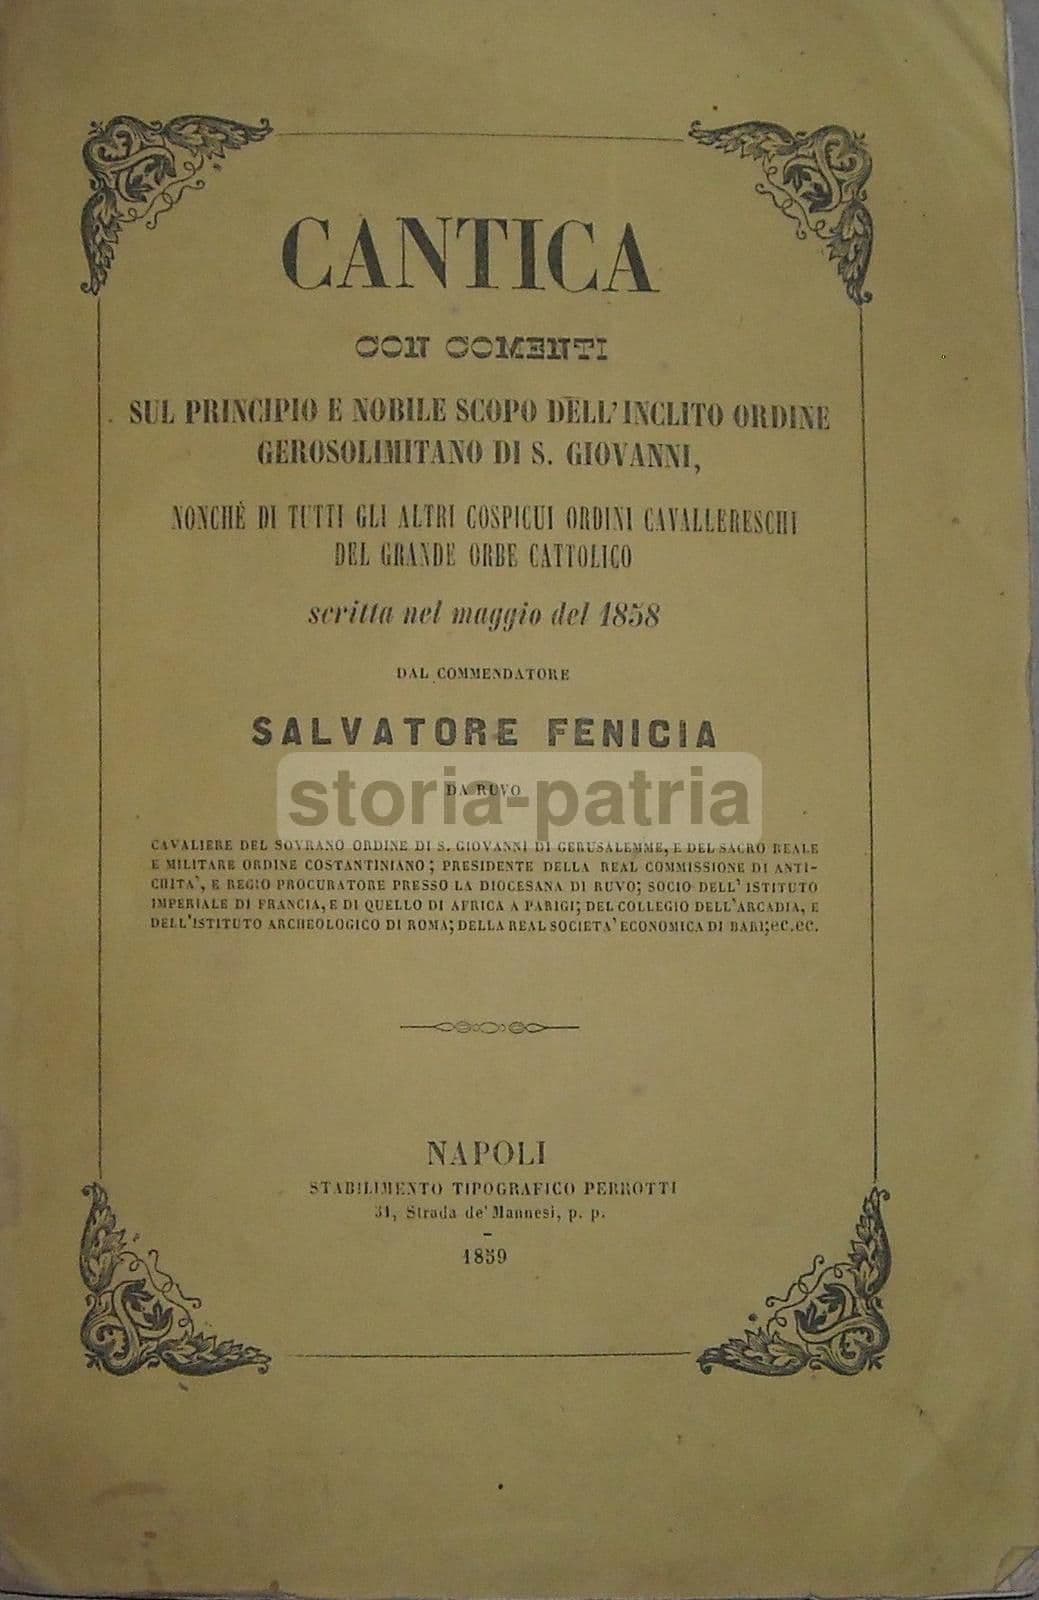 CANTICA
CON COMENTI
SUL PRINCIPIO E NOBILE SCOPO DELL'INCLITO ORDINE
GEROSOLIMITANO DI S. GIOVANNI,
NONCHÉ DI TUTTI GLI ALTRI COSPICUI ORDINI CAVALLERESCHI
DEL GRANDE ORBE CATTOLICO
scritta nel maggio del 1858
DAL COMMENDATORE
SALVATORE FENICIA
storia-patria
DA RUVO
CAVALIERE DEL SOVRANO ORDINE DI S. GIOVANNI DI GERUSALEMME, E DEL SACRO REALE
E MILITARE ORDINE COSTANTINIANO; PRESIDENTE DELLA REAL COMMISSIONE DI ANTI-
CHITA', E REGIO PROCURATORE PRESSO LA DIOCESANA DI RUVO; SOCIO DELL'ISTITUTO
IMPERIALE DI FRANCIA, E DI QUELLO DI AFRICA A PARIGI; DEL COLLEGIO DELL'ARCADIA, E
DELL'ISTITUTO ARCHEOLOGICO DI ROMA; DELLA REAL SOCIETA' ECONOMICA DI BARI; ec. ec.
NAPOLI
STABILIMENTO TIPOGRAFICO PERROTTI
31, Strada de' Mannesi, p. p.
1859